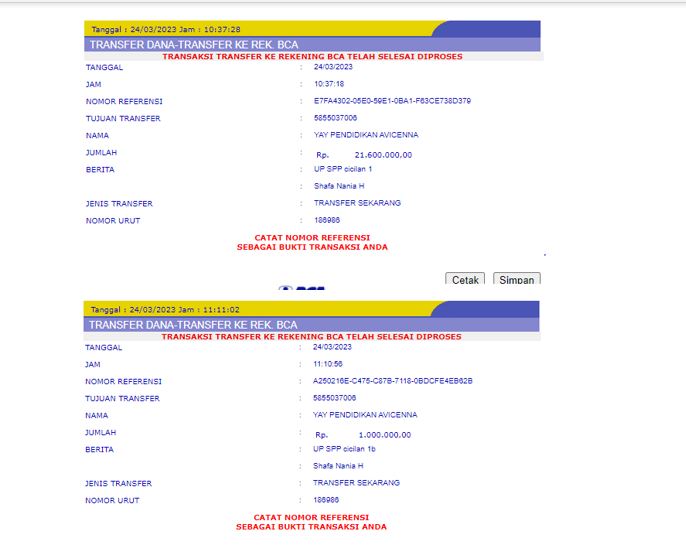 Tanggal : 24/03/2023 Jam : 10:37:28
TRANSFER DANA-TRANSFER KE REK. BCA
TRANSAKSI TRANSFER KE REKENING BCA TELAH SELESAI DIPROSES
TANGGAL : 24/03/2023
JAM : 10:37:18
NOMOR REFERENSI : E7FA4302-05E0-59E1-0BA1-F63CE738D379
TUJUAN TRANSFER : 5855037006
NAMA : YAY PENDIDIKAN AVICENNA
JUMLAH : Rp. 21.600.000.00
BERITA : UP SPP cicilan 1
: Shafa Nania H
JENIS TRANSFER : TRANSFER SEKARANG
NOMOR URUT : 186986
CATAT NOMOR REFERENSI
SEBAGAI BUKTI TRANSAKSI ANDA
Cetak Simpan
BCA
Tanggal : 24/03/2023 Jam : 11:11:02
TRANSFER DANA-TRANSFER KE REK. BCA
TRANSAKSI TRANSFER KE REKENING BCA TELAH SELESAI DIPROSES
TANGGAL : 24/03/2023
JAM : 11:10:56
NOMOR REFERENSI : A250216E-C475-C87B-7118-0BDCFE4EB62B
TUJUAN TRANSFER : 5855037006
NAMA : YAY PENDIDIKAN AVICENNA
JUMLAH : Rp. 1.000.000.00
BERITA : UP SPP cicilan 1b
: Shafa Nania H
JENIS TRANSFER : TRANSFER SEKARANG
NOMOR URUT : 186986
CATAT NOMOR REFERENSI
SEBAGAI BUKTI TRANSAKSI ANDA